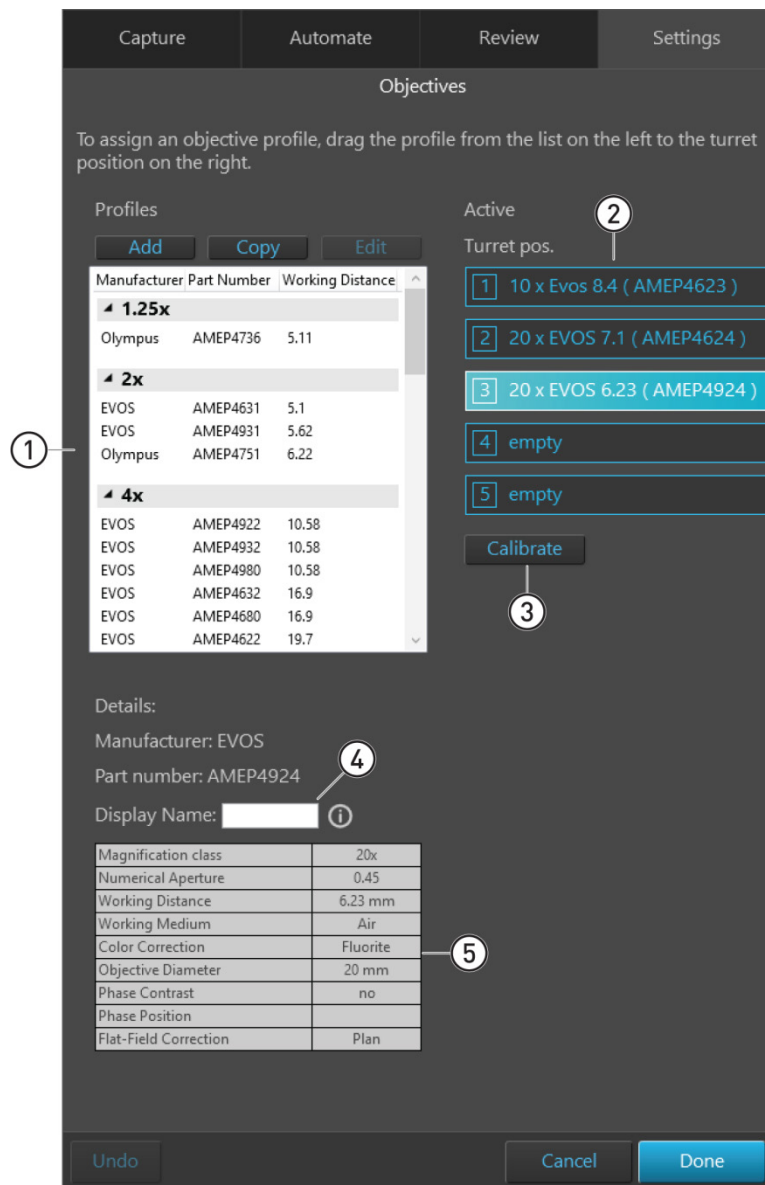 Capture Automate Review Settings
Objectives
To assign an objective profile, drag the profile from the list on the left to the turret
position on the right.
Profiles
Add Copy Edit
Manufacturer Part Number Working Distance
1.25x
Olympus AMEP4736 5.11
2x
EVOS AMEP4631 5.1
EVOS AMEP4931 5.62
Olympus AMEP4751 6.22
4x
EVOS AMEP4922 10.58
EVOS AMEP4932 10.58
EVOS AMEP4980 10.58
EVOS AMEP4632 16.9
EVOS AMEP4680 16.9
EVOS AMEP4622 19.7
1
Active
2
Turret pos.
1 10 x Evos 8.4 ( AMEP4623 )
2 20 x EVOS 7.1 ( AMEP4624 )
3 20 x EVOS 6.23 ( AMEP4924 )
4 empty
5 empty
Calibrate
3
Details:
Manufacturer: EVOS
Part number: AMEP4924
4
Display Name: i
Magnification class 20x
Numerical Aperture 0.45
Working Distance 6.23 mm
Working Medium Air
Color Correction Fluorite
Objective Diameter 20 mm
Phase Contrast no
Phase Position
Flat-Field Correction Plan
5
Undo Cancel Done